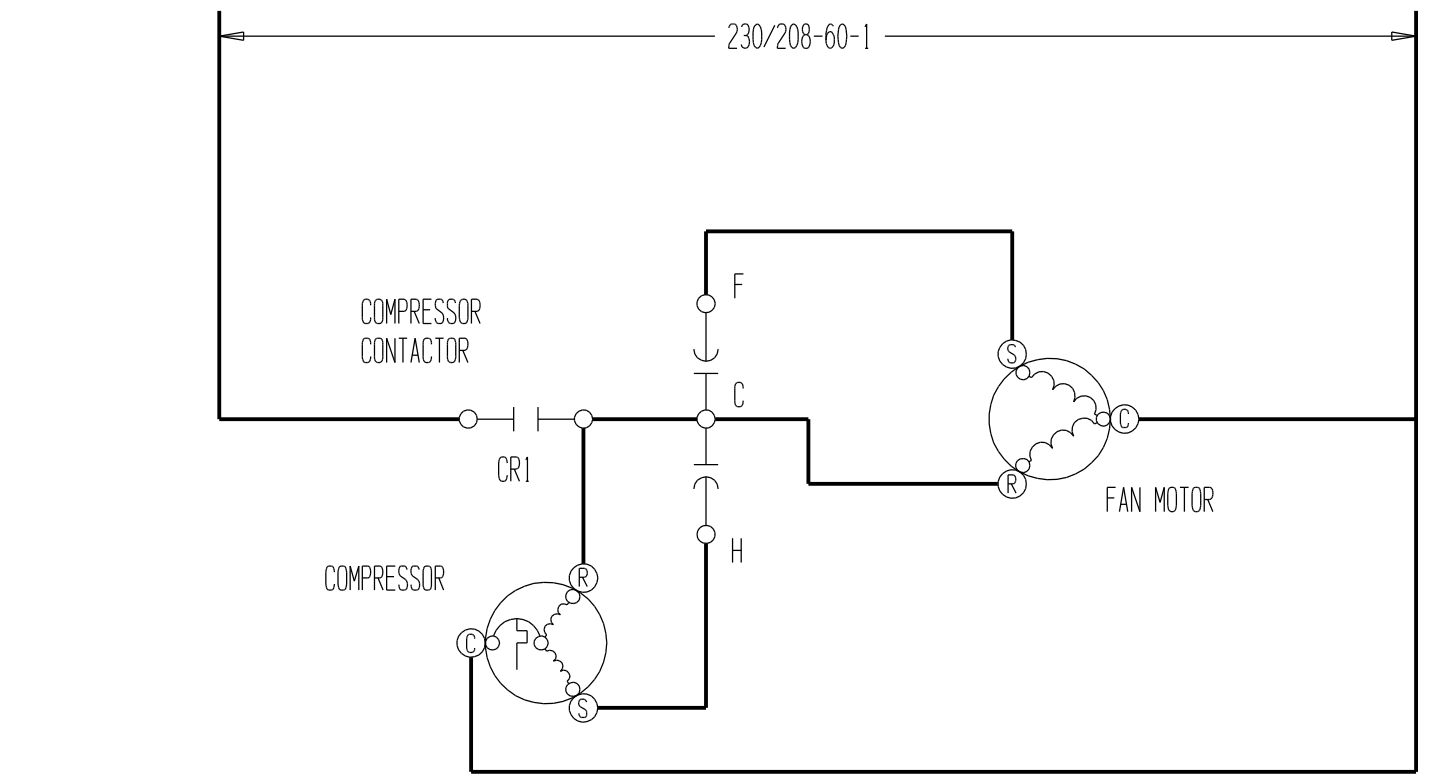 230/208-60-1
F
COMPRESSOR
CONTACTOR
S
C
C
CR1
R
FAN MOTOR
H
COMPRESSOR
R
C
S